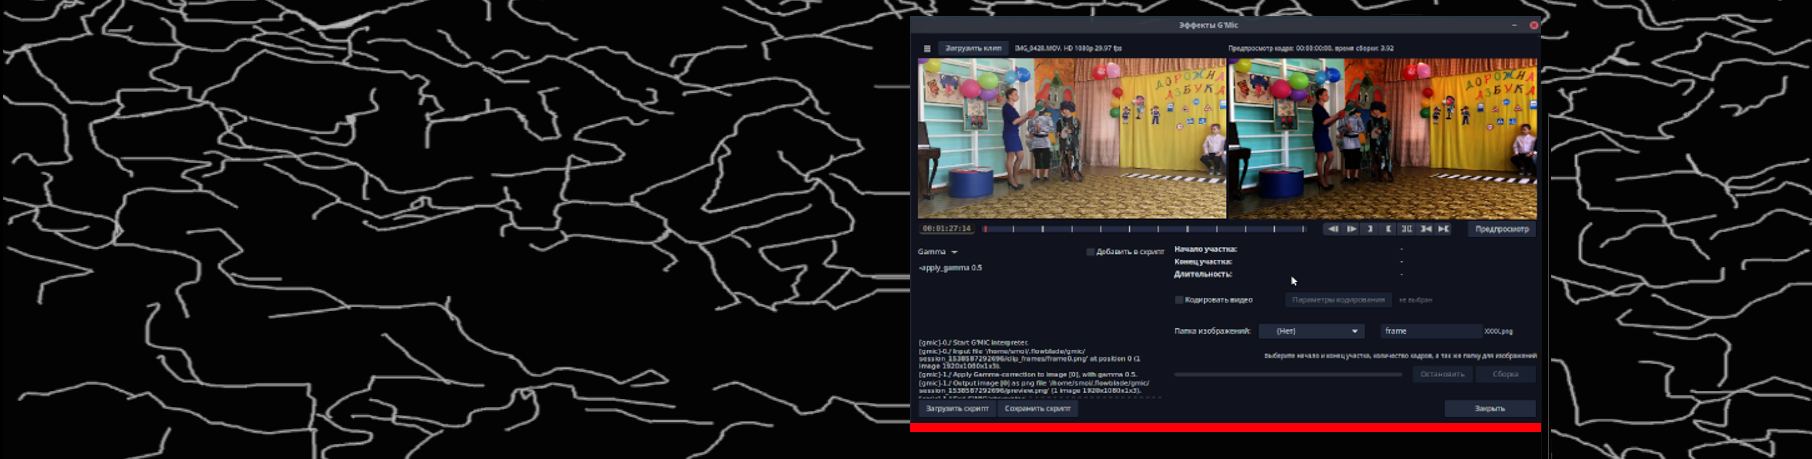 Эффекты G'Mic
Загрузить клип
IMG_0428.MOV, HD 1080p 29.97 fps
Предпросмотр кадра: 00:00:00:00, время сборки: 3.92
ДОРОЖНА
АЗБУКА
ДОРОЖНА
АЗБУКА
00:01:27:14
Предпросмотр
Gamma
Добавить в скрипт
-apply_gamma 0.5
Начало участка: -
Конец участка: -
Длительность: -
Кодировать видео
Параметры кодирования
не выбран
Папка изображений:
(Нет)
frame
XXXX.png
Выберите начало и конец участка, количество кадров, а так же папку для изображений
[gmic]-0./ Start G'MIC interpreter.
[gmic]-0./ Input file '/home/smol/.flowblade/gmic/
session_1538587292696/clip_frames/frame0.png' at position 0 (1
image 1920x1080x1x3).
[gmic]-1./ Apply Gamma-correction to image [0], with gamma 0.5.
[gmic]-1./ Output image [0] as png file '/home/smol/.flowblade/gmic/
session_1538587292696/preview.png' (1 image 1920x1080x1x3).
Остановить
Сборка
Загрузить скрипт
Сохранить скрипт
Закрыть